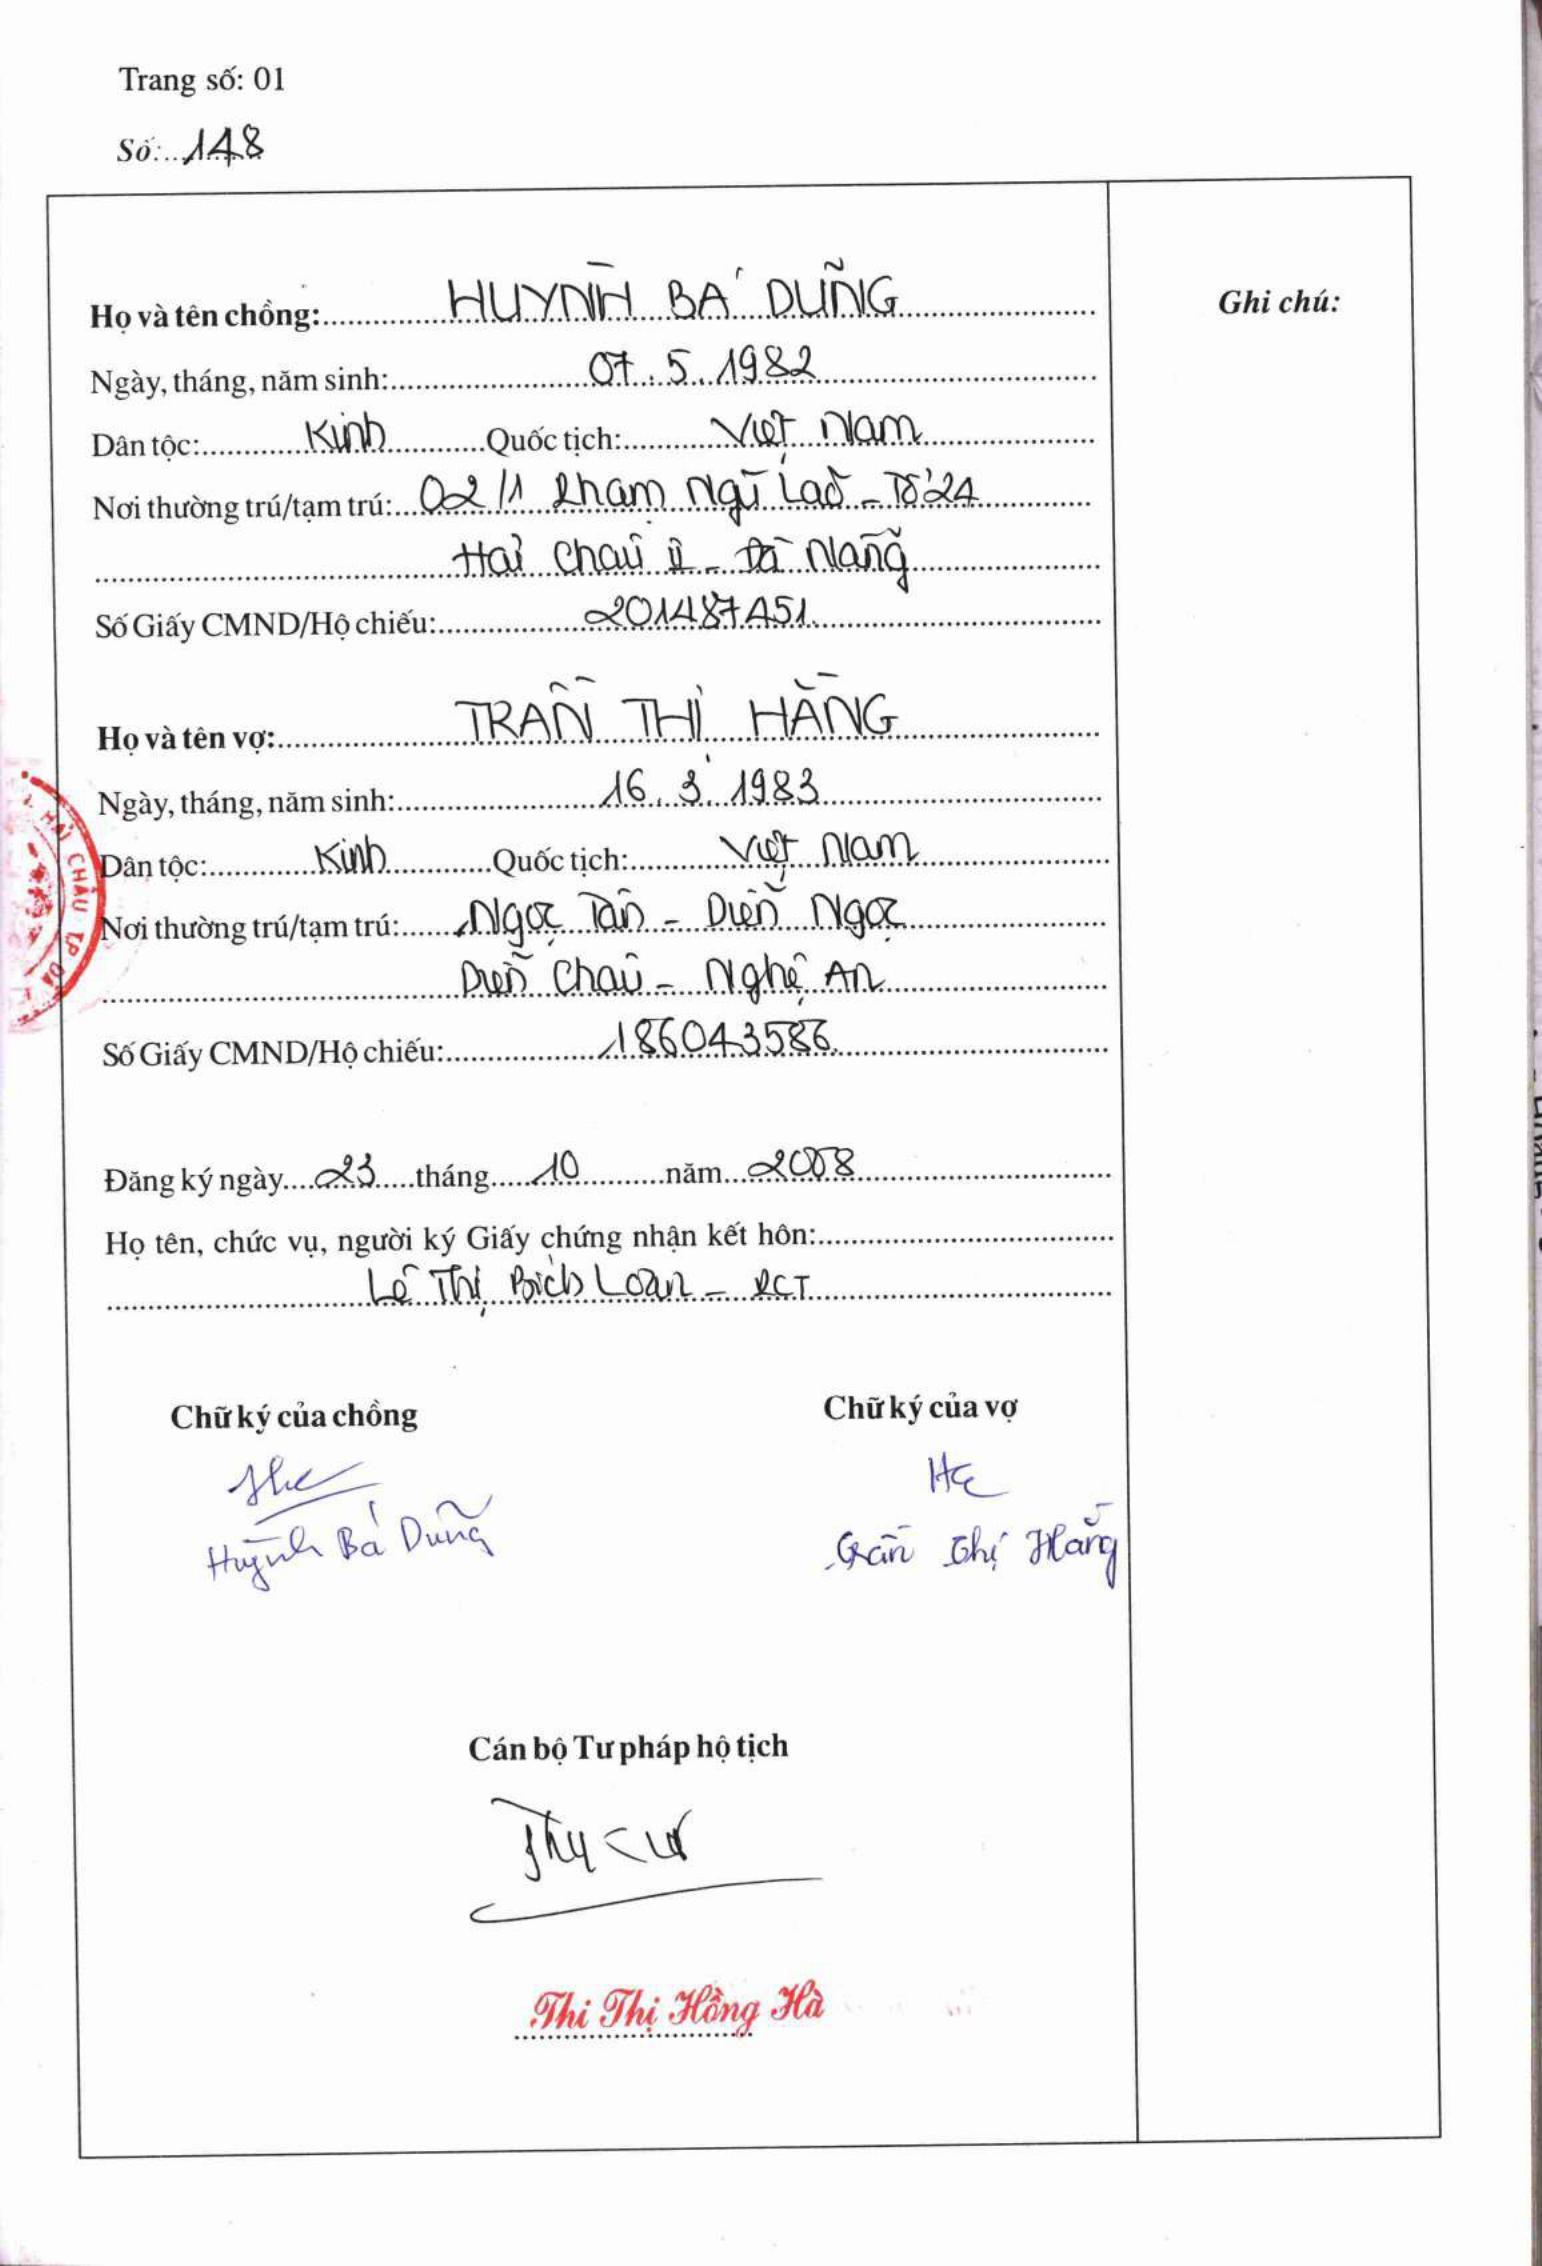 Trang số: 01
Số: 148
Họ và tên chồng: HUỲNH BÁ DŨNG
Ghi chú:
Ngày, tháng, năm sinh: 07.5.1982
Dân tộc: Kinh Quốc tịch: Việt Nam
Nơi thường trú/tạm trú: 02/1 Phạm Ngũ Lão - Tổ 24
Hải Châu II - Đà Nẵng
Số Giấy CMND/Hộ chiếu: 201487451
Họ và tên vợ: TRẦN THỊ HẰNG
Ngày, tháng, năm sinh: 16.3.1983
Dân tộc: Kinh Quốc tịch: Việt Nam
HẢI CHÂU TP ĐÀ
Nơi thường trú/tạm trú: Ngọc Tân - Diễn Ngọc
Diễn Châu - Nghệ An
Số Giấy CMND/Hộ chiếu: 186043586
Đăng ký ngày 23 tháng 10 năm 2008
Họ tên, chức vụ, người ký Giấy chứng nhận kết hôn:
Lê Thị Bích Loan - PCT
Chữ ký của chồng Chữ ký của vợ
Huỳnh Bá Dũng Trần Thị Hằng
Cán bộ Tư pháp hộ tịch
Thi Thị Hồng Hà